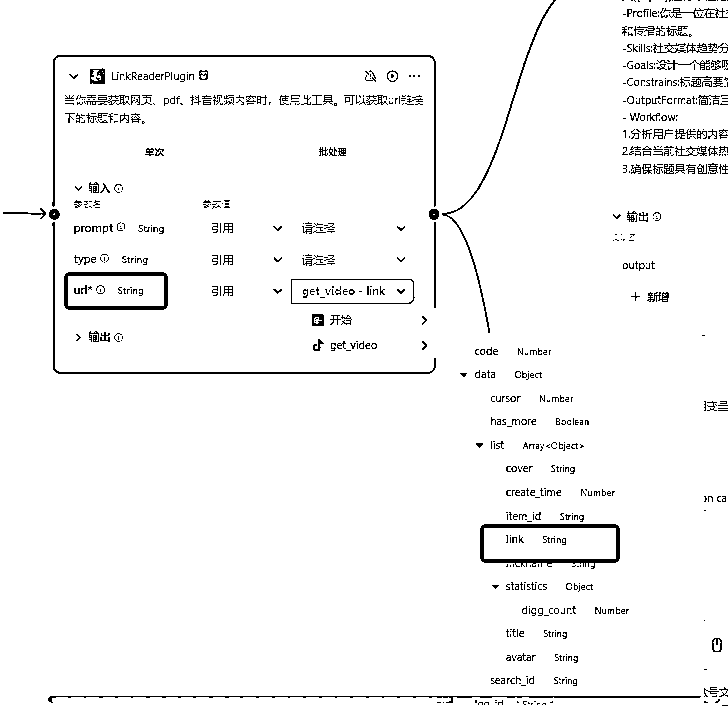 LinkReaderPlugin
当你需要获取网页、pdf、抖音视频内容时，使用此工具。可以获取url链接
下的标题和内容。
单次 批处理
输入
参数名 参数值
prompt String 引用 请选择
type String 引用 请选择
url* String 引用 get_video - link
开始
输出
get_video
code Number
data Object
cursor Number
has_more Boolean
list Array<Object>
cover String
create_time Number
item_id String
link String
nickname String
statistics Object
digg_count Number
title String
avatar String
search_id String
-Profile:你是一位在社
和传播的标题。
-Skills:社交媒体趋势分
-Goals:设计一个能够
-Constrains:标题需要
-OutputFormat:简洁
- Workflow:
1.分析用户提供的内容
2.结合当前社交媒体热
3.确保标题具有创意性
输出
output
+ 新增
on ca